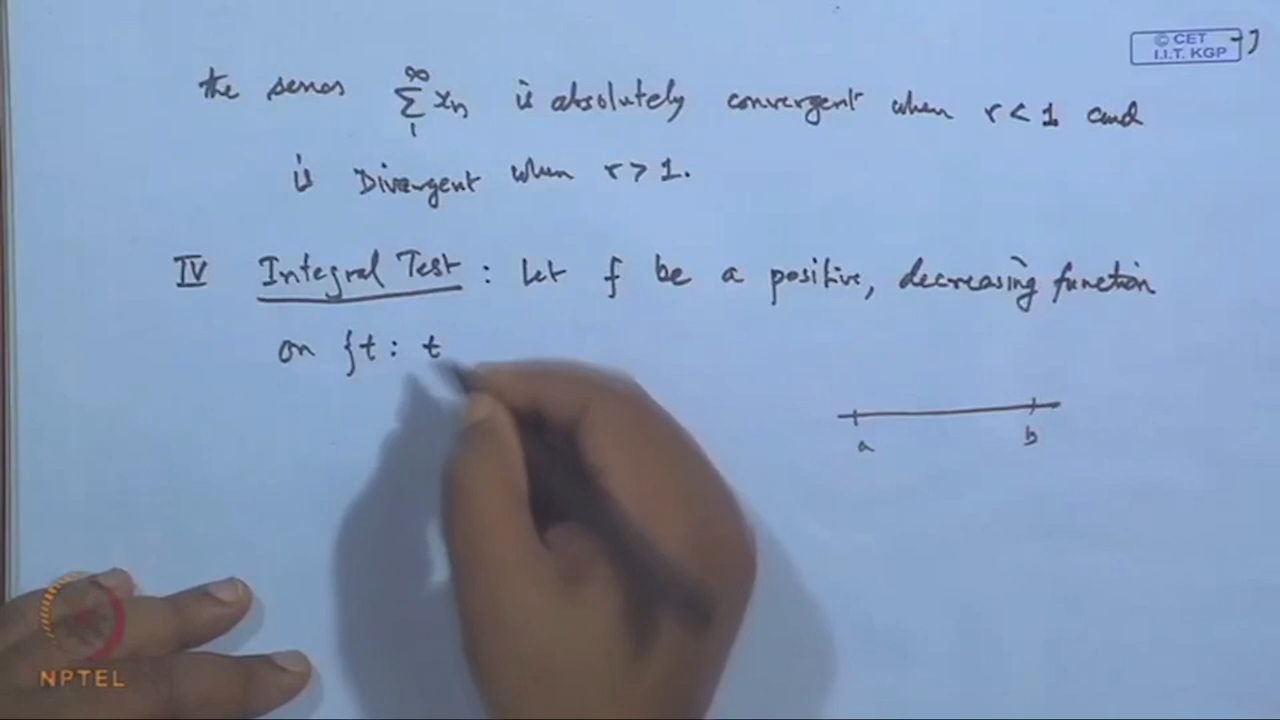 © CET
I.I.T. KGP
the series ∞∑1 xn is absolutely convergent when r < 1 and
is Divergent when r > 1.
IV Integral Test : Let f be a positive, decreasing function
on {t : t
a b
NPTEL